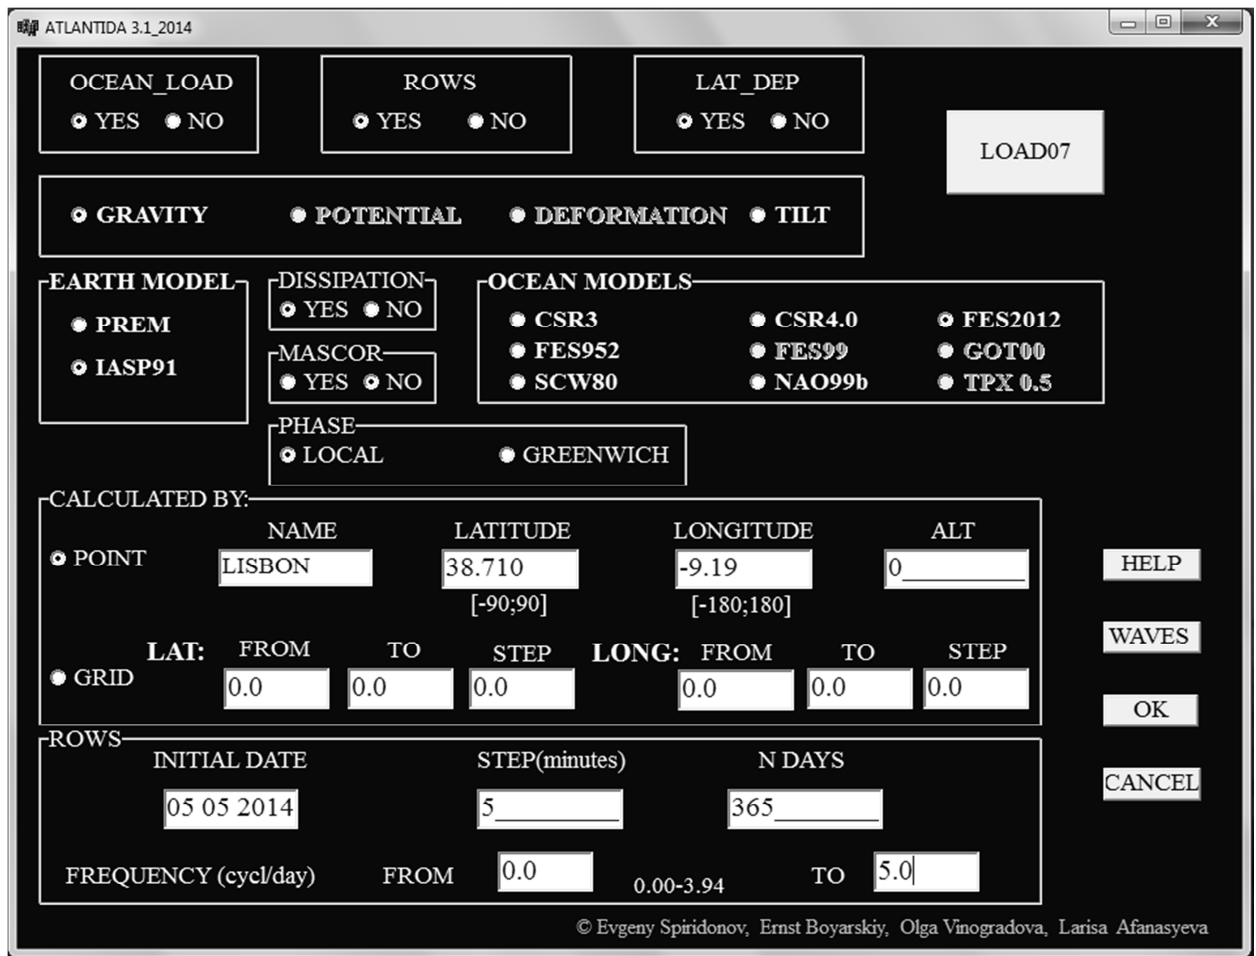 ATLANTIDA 3.1_2014
OCEAN_LOAD
YES NO
ROWS
YES NO
LAT_DEP
YES NO
LOAD07
GRAVITY POTENTIAL DEFORMATION TILT
EARTH MODEL
PREM
IASP91
DISSIPATION
YES NO
MASCOR
YES NO
OCEAN MODELS
CSR3 CSR4.0 FES2012
FES952 FES99 GOT00
SCW80 NAO99b TPX 0.5
PHASE
LOCAL GREENWICH
CALCULATED BY:
NAME LATITUDE LONGITUDE ALT
POINT LISBON 38.710 -9.19 0
[-90;90] [-180;180]
LAT: FROM TO STEP LONG: FROM TO STEP
GRID 0.0 0.0 0.0 0.0 0.0 0.0
HELP
WAVES
OK
CANCEL
ROWS
INITIAL DATE STEP(minutes) N DAYS
05 05 2014 5 365
FREQUENCY (cycl/day) FROM 0.0 0.00-3.94 TO 5.0
© Evgeny Spiridonov, Ernst Boyarskiy, Olga Vinogradova, Larisa Afanasyeva